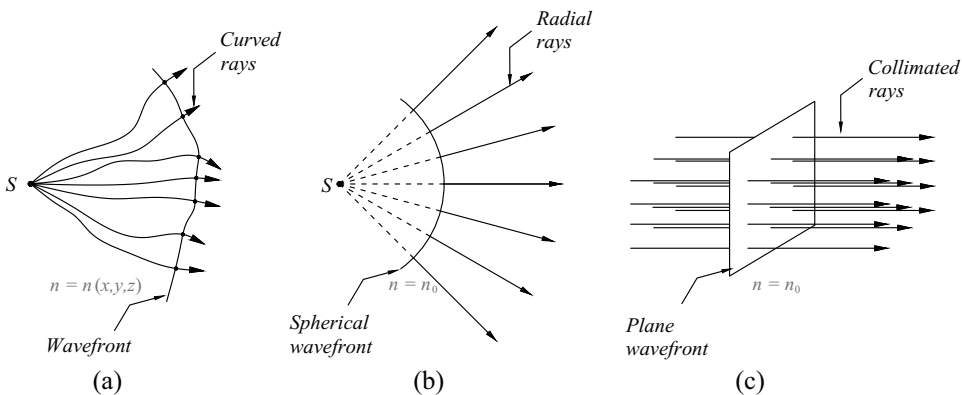 Curved
rays
S
n = n(x,y,z)
Wavefront
(a)
Radial
rays
S
n = n₀
Spherical
wavefront
(b)
Collimated
rays
n = n₀
Plane
wavefront
(c)